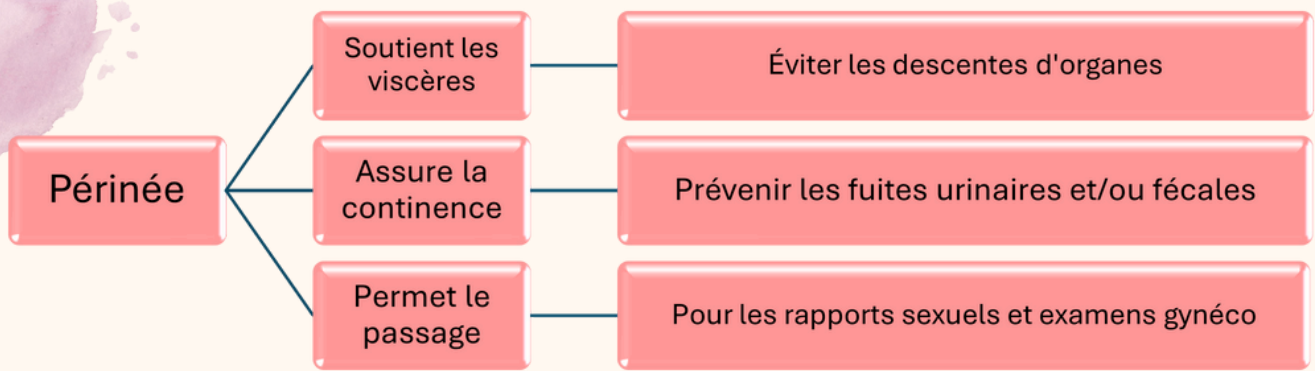 Périnée
Soutient les
viscères
Éviter les descentes d'organes
Assure la
continence
Prévenir les fuites urinaires et/ou fécales
Permet le
passage
Pour les rapports sexuels et examens gynéco